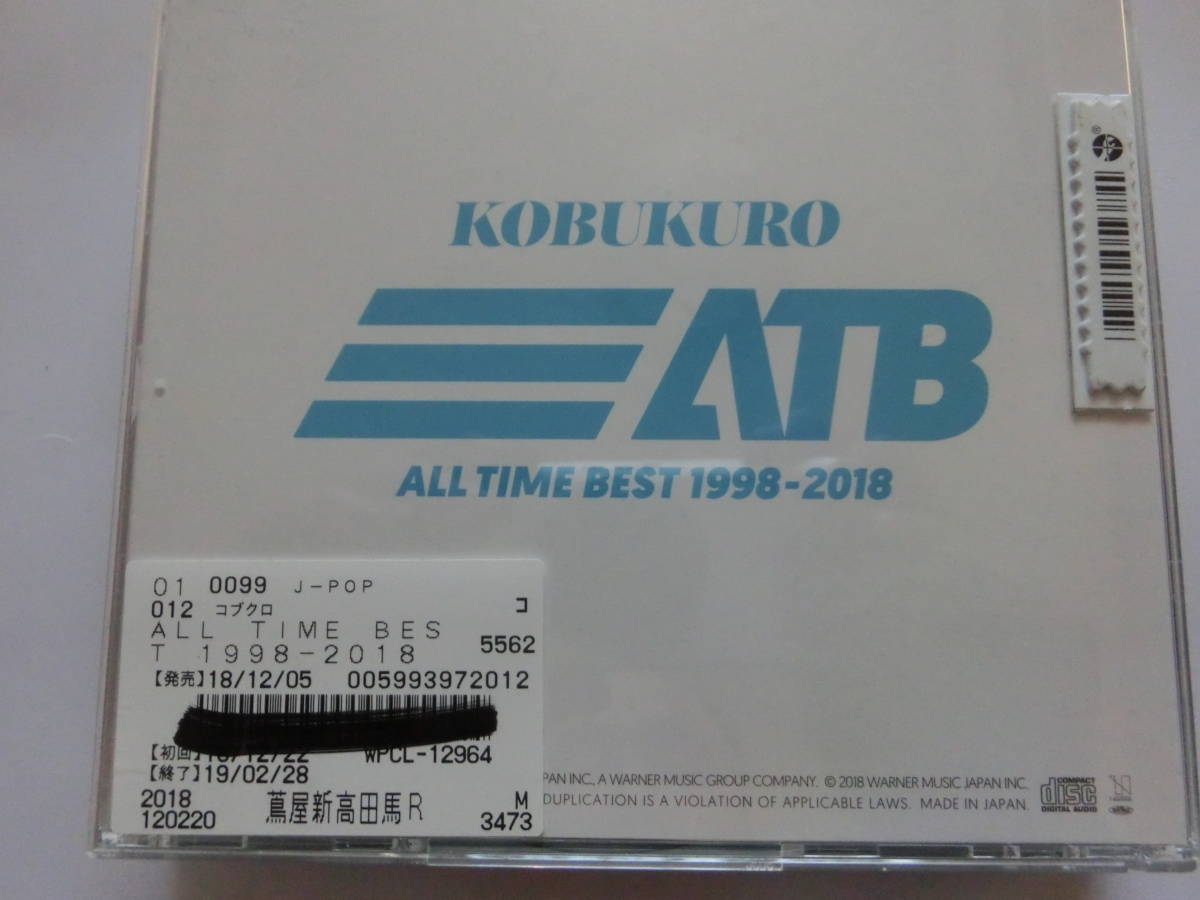 KOBUKURO
ATB
ALL TIME BEST 1998-2018
01 0099 J-POP
012 コブクロ コ
ALL TIME BES
T 1998-2018 5562
【発売】18/12/05 005993972012
【初回】 WPCL-12964
【終了】19/02/28
2018 蔦屋新高田馬R M
120220 3473
PAN INC., A WARNER MUSIC GROUP COMPANY. © 2018 WARNER MUSIC JAPAN INC.
DUPLICATION IS A VIOLATION OF APPLICABLE LAWS. MADE IN JAPAN.
COMPACT
disc
DIGITAL AUDIO